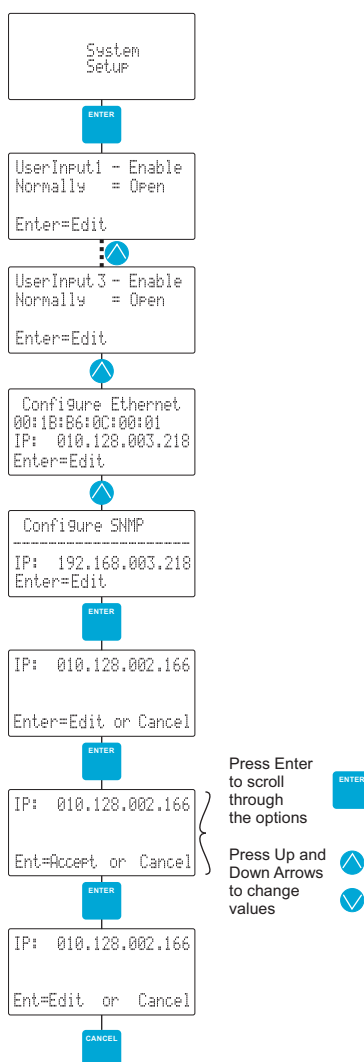 System
Setup
ENTER
UserInput1 - Enable
Normally = Open
Enter=Edit
UserInput3 - Enable
Normally = Open
Enter=Edit
Configure Ethernet
00:1B:B6:0C:00:01
IP: 010.128.003.218
Enter=Edit
Configure SNMP
--------------------
IP: 192.168.003.218
Enter=Edit
ENTER
IP: 010.128.002.166
Enter=Edit or Cancel
ENTER
IP: 010.128.002.166
Ent=Accept or Cancel
Press Enter
to scroll
through
the options
ENTER
Press Up and
Down Arrows
to change
values
ENTER
IP: 010.128.002.166
Ent=Edit or Cancel
CANCEL